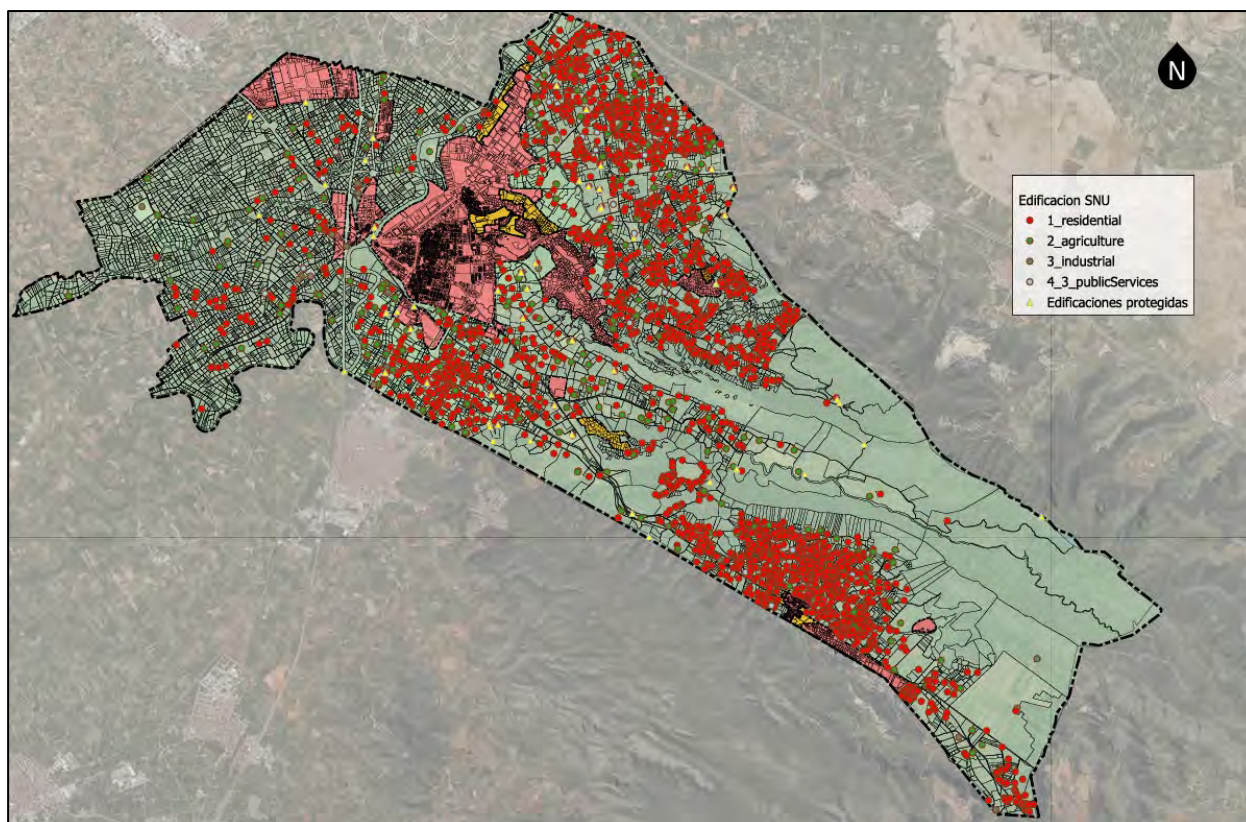 N
Edificacion SNU
1_residential
2_agriculture
3_industrial
4_3_publicServices
Edificaciones protegidas